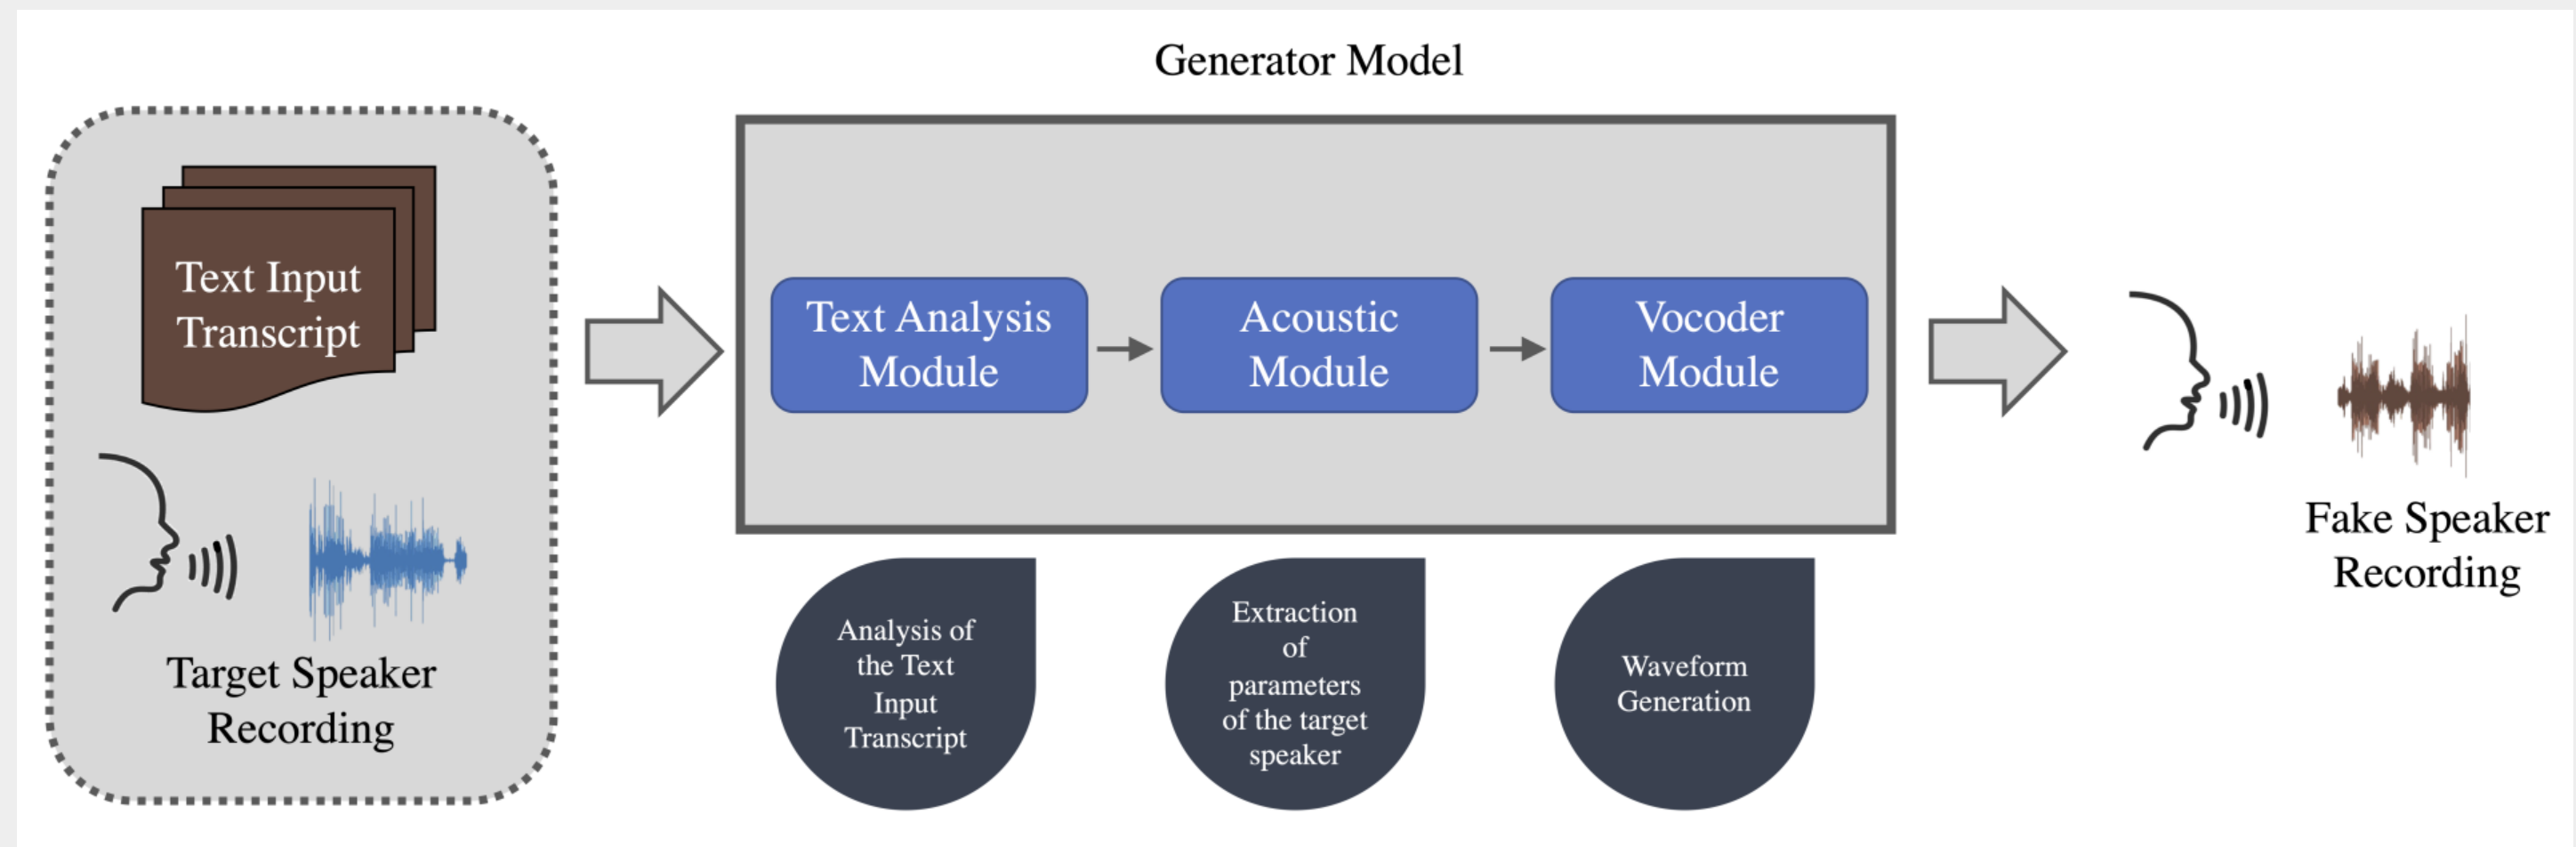 Generator Model
Text Input
Transcript
Target Speaker
Recording
Text Analysis
Module
Acoustic
Module
Vocoder
Module
Analysis of
the Text
Input
Transcript
Extraction
of
parameters
of the target
speaker
Waveform
Generation
Fake Speaker
Recording